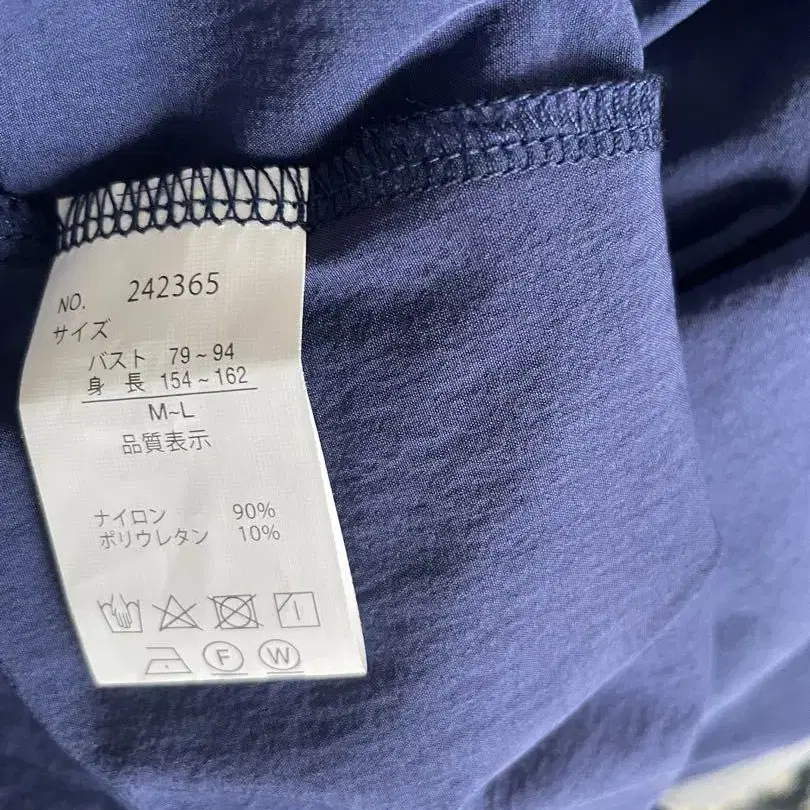 NO. 242365
サイズ
バスト 79~94
身 長 154~162
M~L
品質表示
ナイロン 90%
ポリウレタン 10%
F W